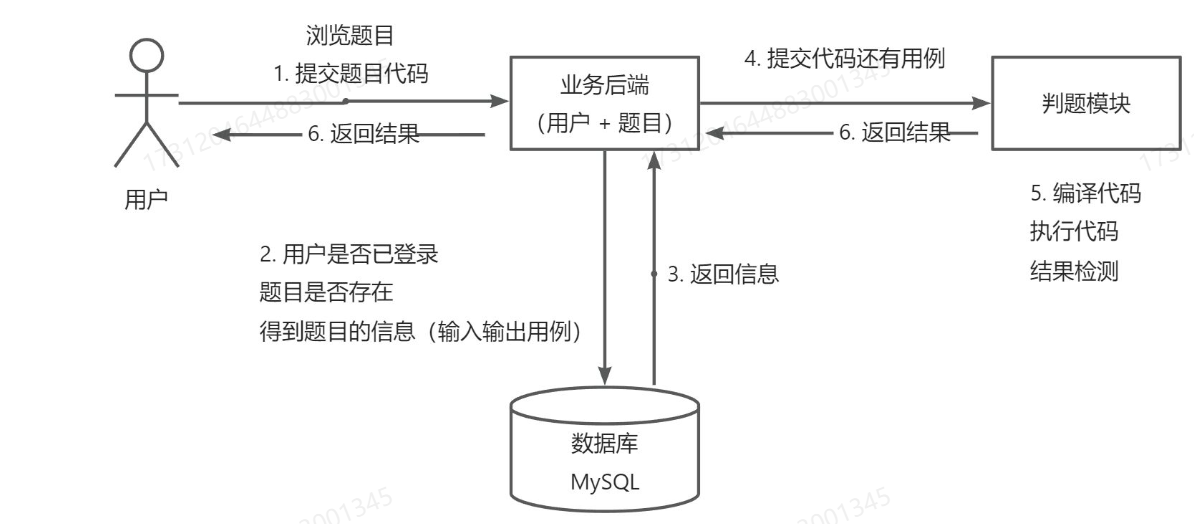 浏览题目
1. 提交题目代码
6. 返回结果
用户
业务后端
（用户 + 题目）
4. 提交代码还有用例
6. 返回结果
判题模块
5. 编译代码
执行代码
结果检测
2. 用户是否已登录
题目是否存在
得到题目的信息（输入输出用例）
3. 返回信息
数据库
MySQL